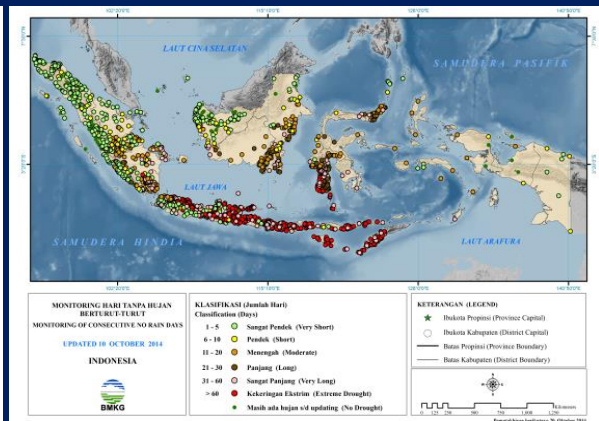 LAUT CINA SELATAN
SAMUDERA PASIFIK
LAUT JAWA
SAMUDERA HINDIA
LAUT ARAFURA
MONITORING HARI TANPA HUJAN
BERTURUT-TURUT
MONITORING OF CONSECUTIVE NO RAIN DAYS
UPDATED 10 OCTOBER 2014
INDONESIA
BMKG
KLASIFIKASI (Jumlah Hari)
Classification (Days)
1 - 5 Sangat Pendek (Very Short)
6 - 10 Pendek (Short)
11 - 20 Menengah (Moderate)
21 - 30 Panjang (Long)
31 - 60 Sangat Panjang (Very Long)
> 60 Kekeringan Ekstrim (Extreme Drought)
Masih ada hujan s/d updating (No Drought)
KETERANGAN (LEGEND)
Ibukota Propinsi (Province Capital)
Ibukota Kabupaten (District Capital)
Batas Propinsi (Province Boundary)
Batas Kabupaten (District Boundary)